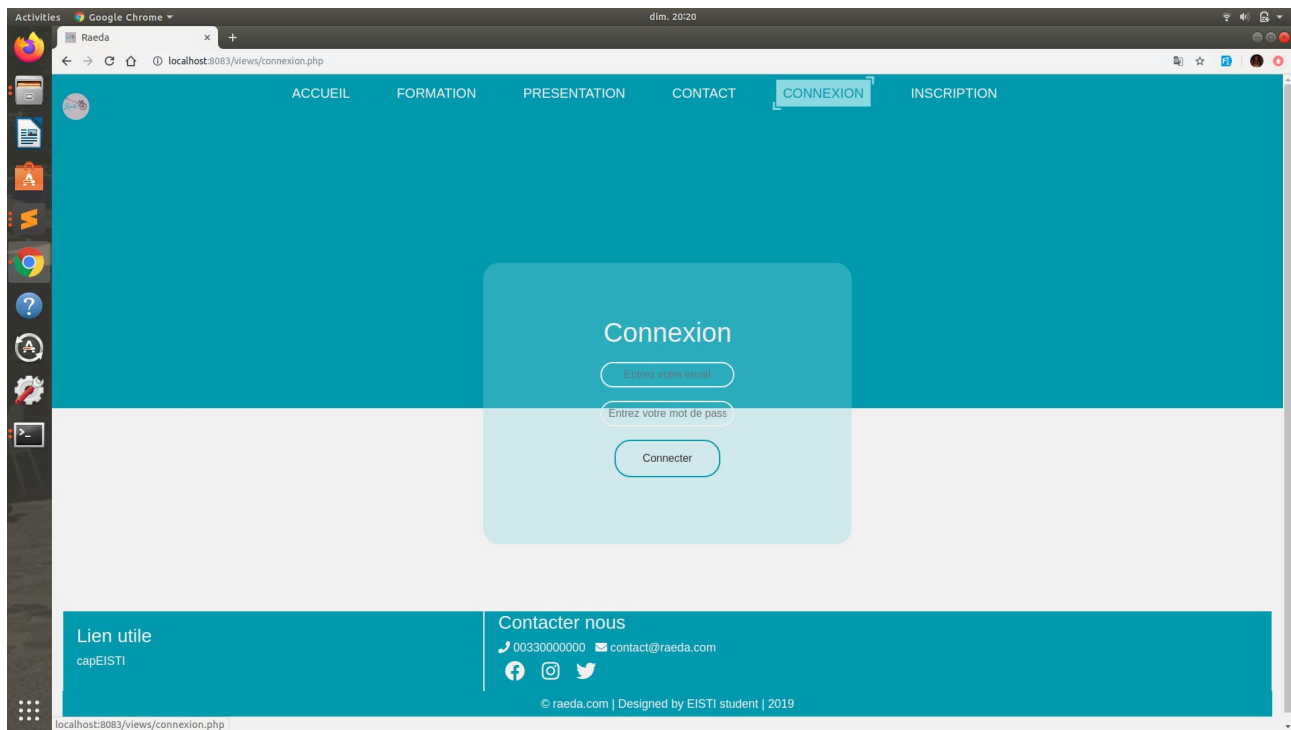 Activities Google Chrome dim. 20:20
Raeda
localhost:8083/views/connexion.php
ACCUEIL FORMATION PRESENTATION CONTACT CONNEXION INSCRIPTION
Connexion
Entrez votre email
Entrez votre mot de pass
Connecter
Lien utile
capEISTI
Contacter nous
00330000000 contact@raeda.com
© raeda.com | Designed by EISTI student | 2019
localhost:8083/views/connexion.php